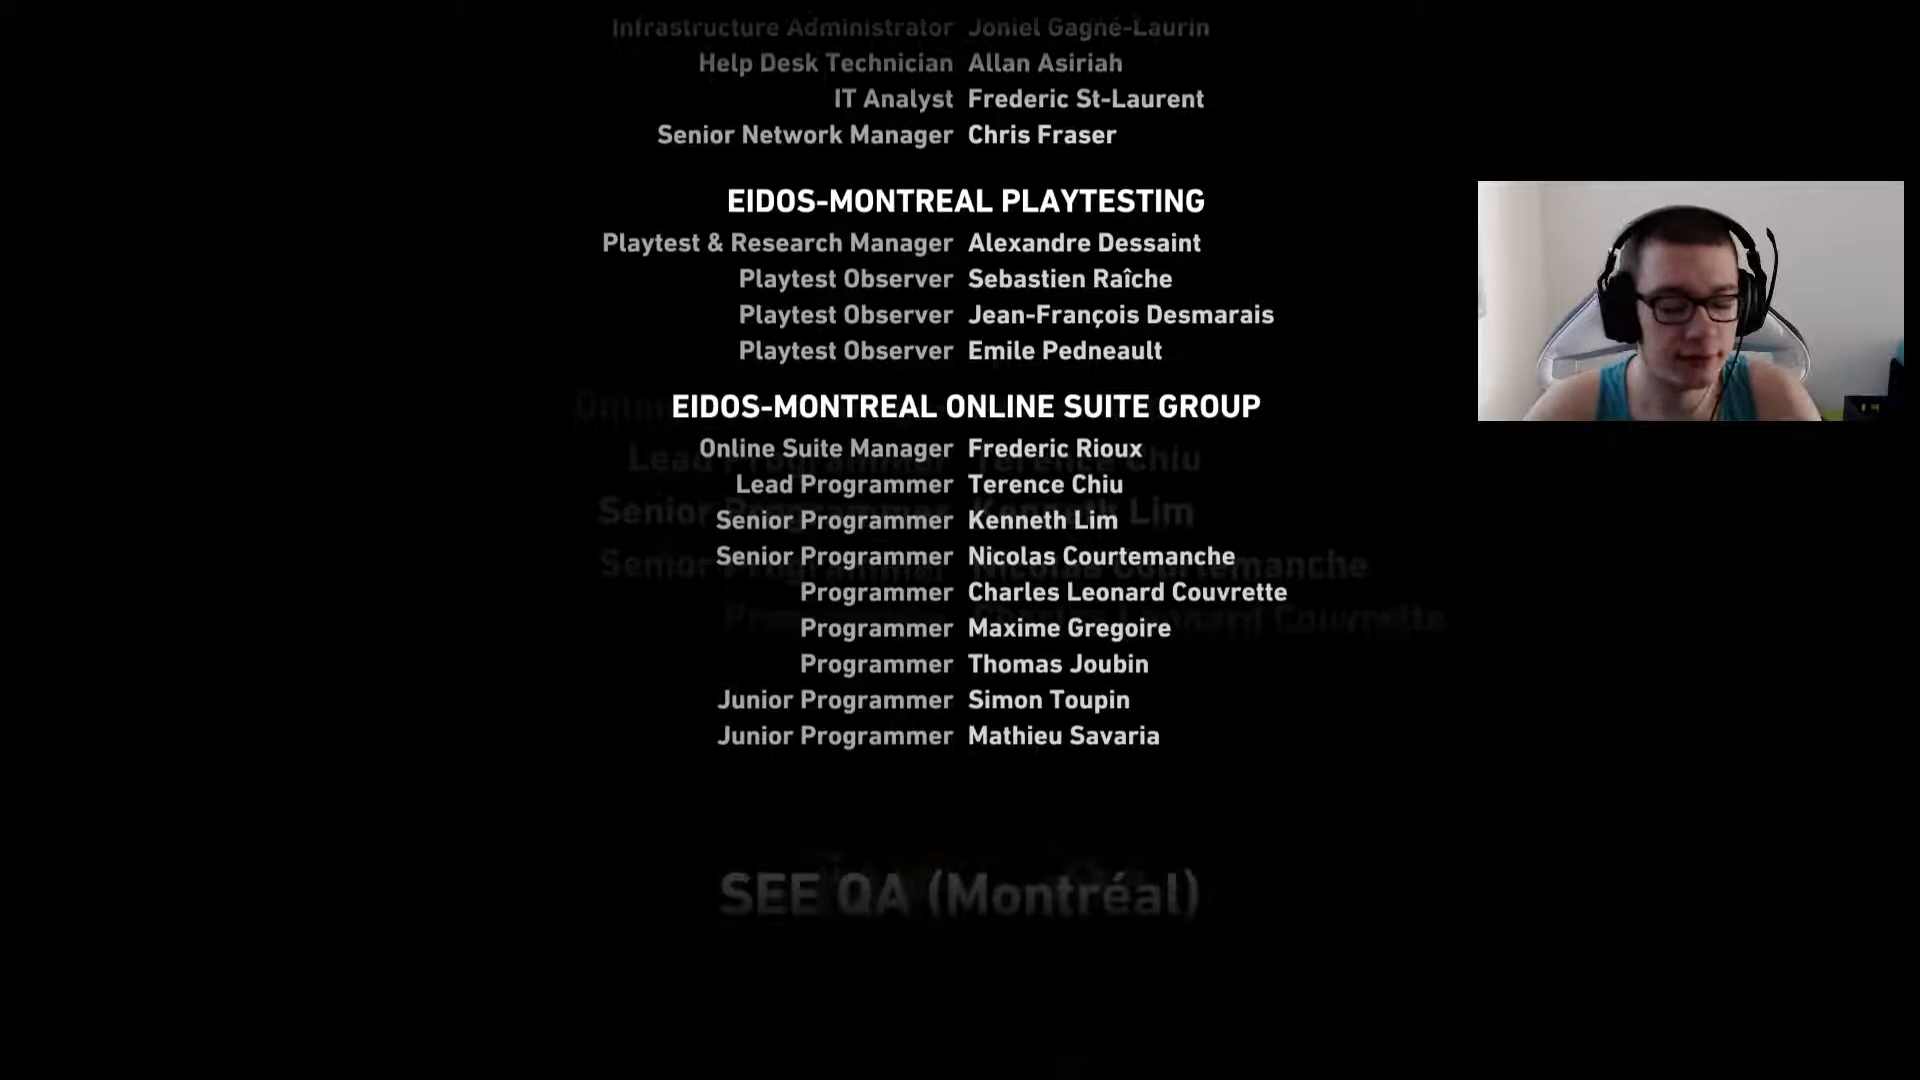 Infrastructure Administrator Joniel Gagné-Laurin
Help Desk Technician Allan Asiriah
IT Analyst Frederic St-Laurent
Senior Network Manager Chris Fraser
EIDOS-MONTREAL PLAYTESTING
Playtest & Research Manager Alexandre Dessaint
Playtest Observer Sebastien Raîche
Playtest Observer Jean-François Desmarais
Playtest Observer Emile Pedneault
EIDOS-MONTREAL ONLINE SUITE GROUP
Online Suite Manager Frederic Rioux
Lead Programmer Terence Chiu
Senior Programmer Kenneth Lim
Senior Programmer Nicolas Courtemanche
Programmer Charles Leonard Couvrette
Programmer Maxime Gregoire
Programmer Thomas Joubin
Junior Programmer Simon Toupin
Junior Programmer Mathieu Savaria
SEE QA (Montréal)